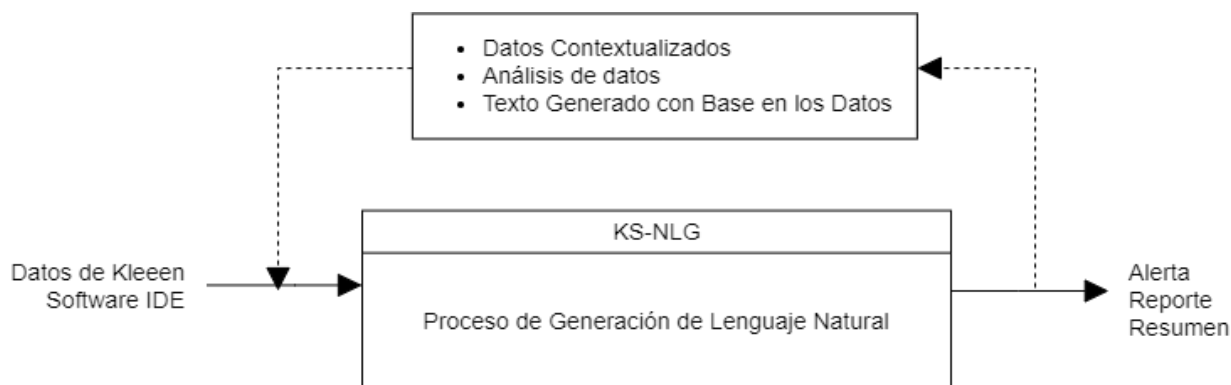 • Datos Contextualizados
• Análisis de datos
• Texto Generado con Base en los Datos
KS-NLG
Datos de Kleeen
Software IDE
Proceso de Generación de Lenguaje Natural
Alerta
Reporte
Resumen